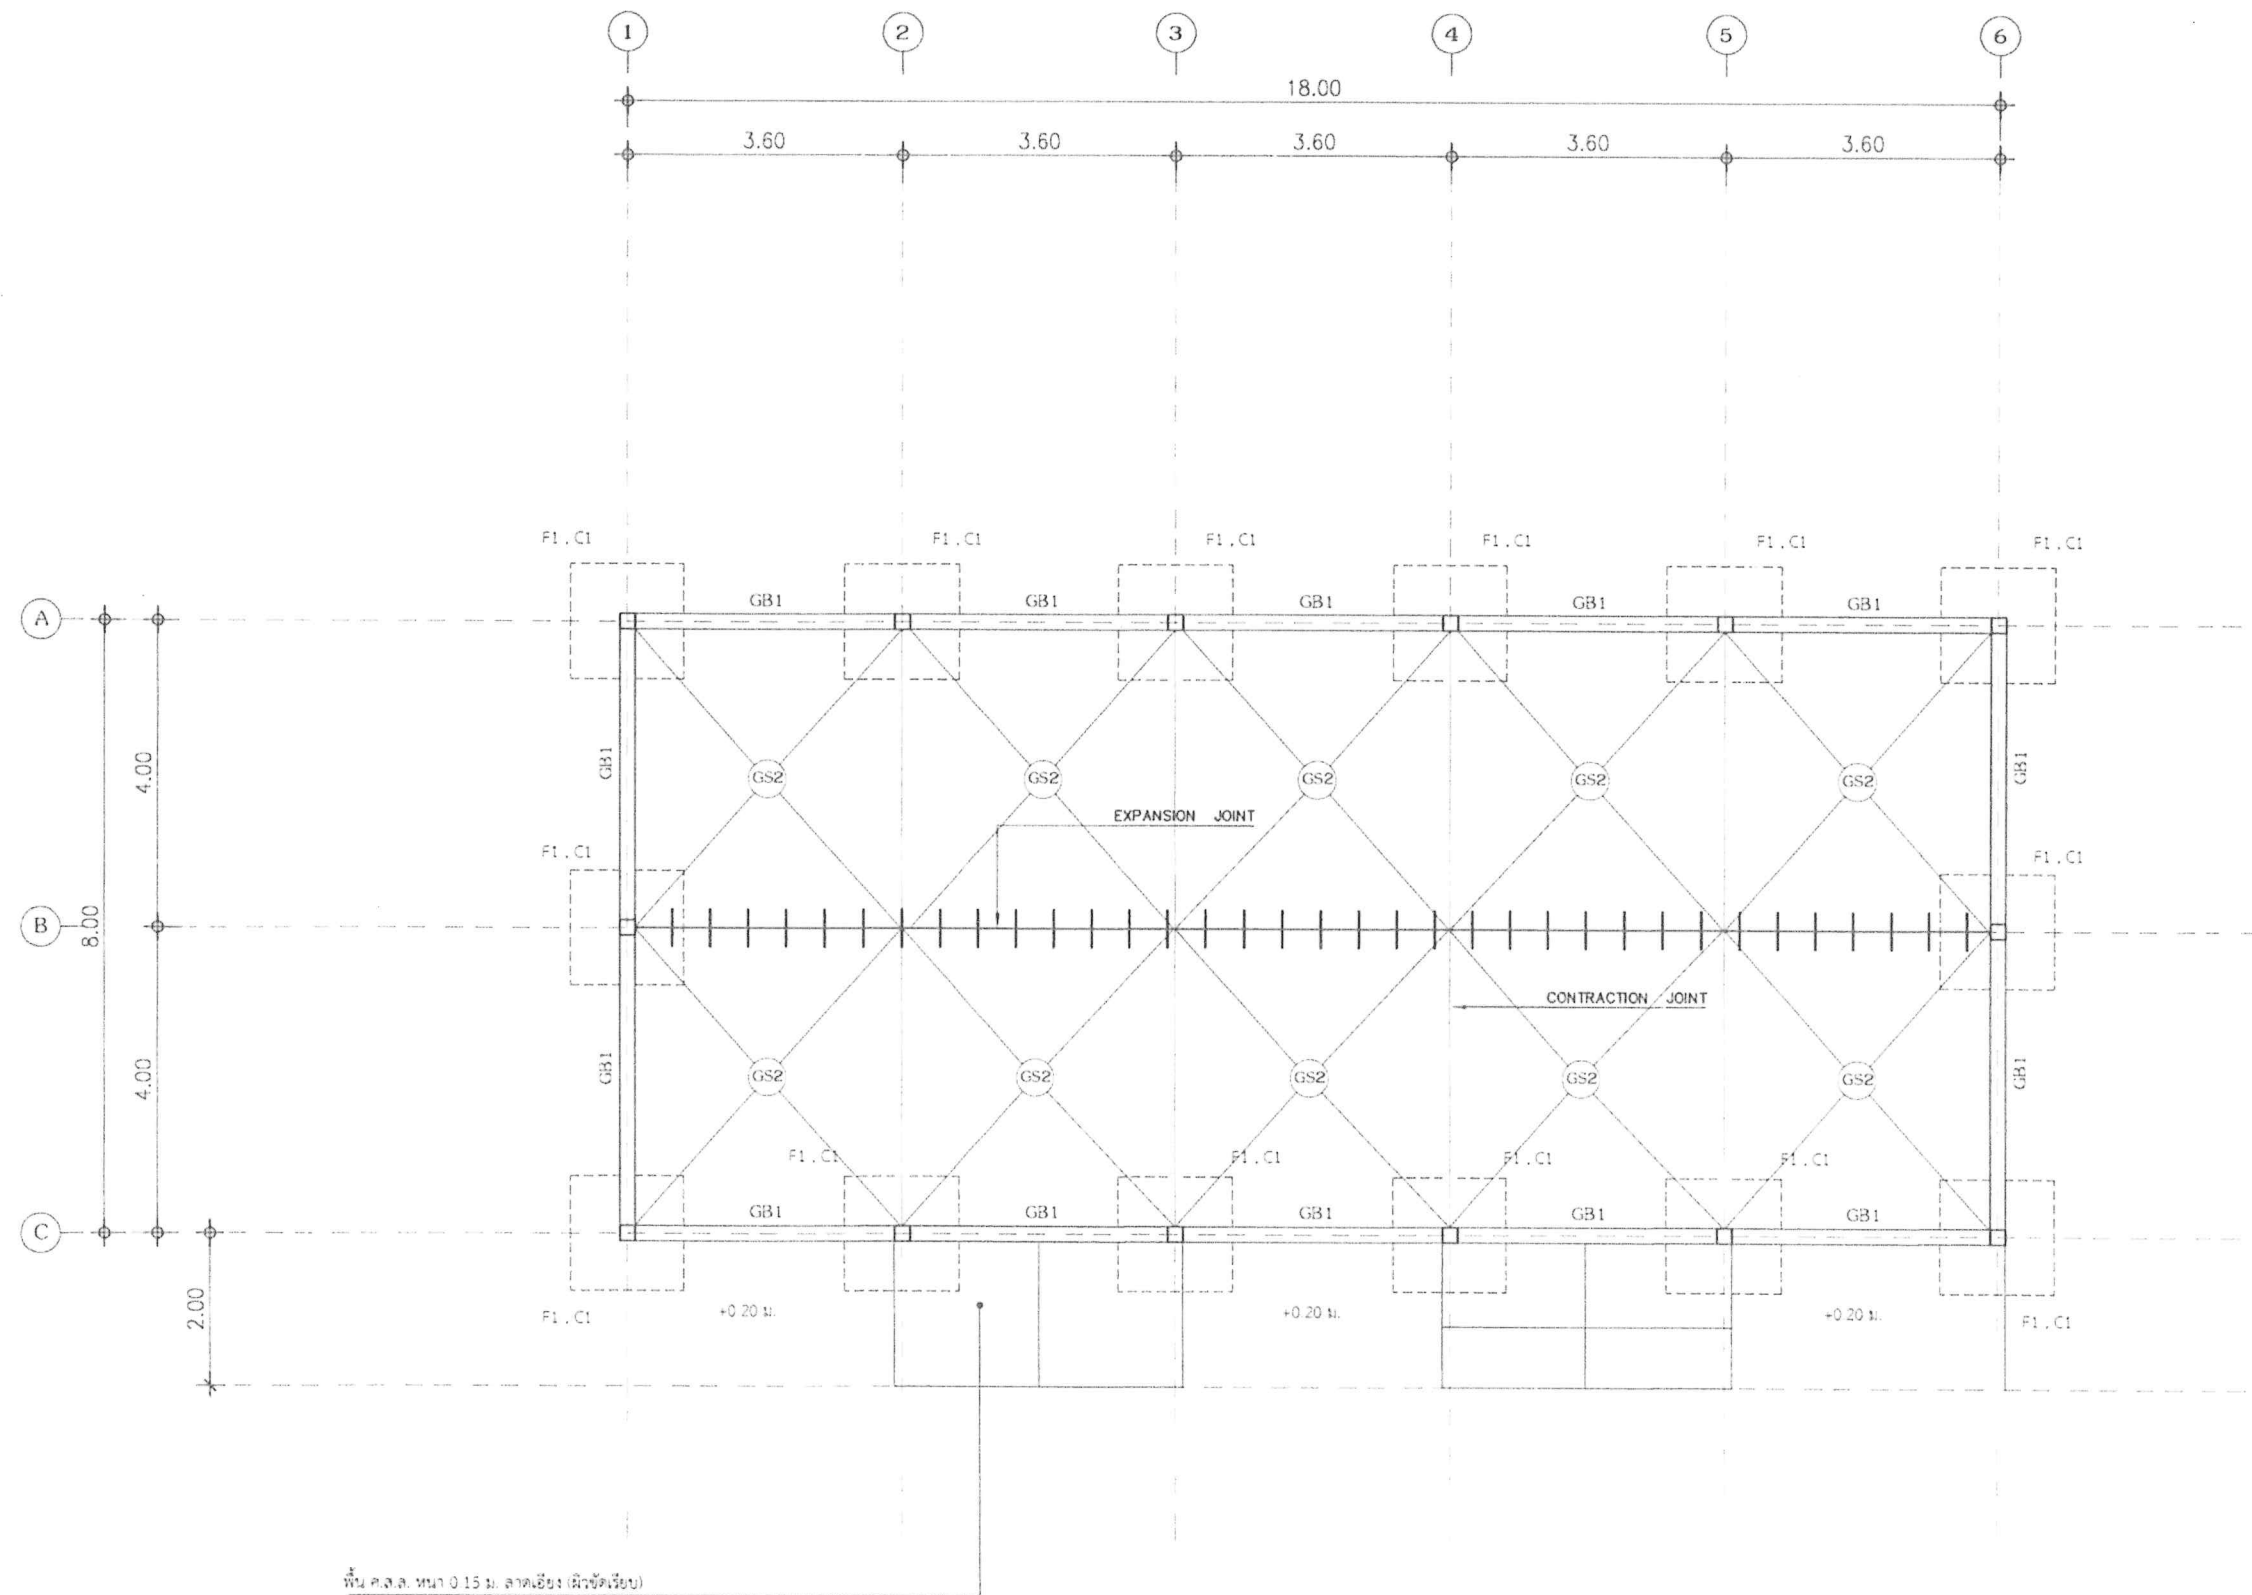 1 2 3 4 5 6
18.00
3.60 3.60 3.60 3.60 3.60
F1 , C1 F1 , C1 F1 , C1 F1 , C1 F1 , C1 F1 , C1
GB1 GB1 GB1 GB1 GB1
A
4.00
GB1 GB1
GS2 GS2 GS2 GS2 GS2
EXPANSION JOINT
F1 , C1 F1 , C1
B
8.00
CONTRACTION JOINT
4.00
GB1 GB1
GS2 GS2 GS2 GS2 GS2
F1 , C1 F1 , C1 F1 , C1 F1 , C1
GB1 GB1 GB1 GB1 GB1
C
2.00
F1 , C1 +0.20 ม. +0.20 ม. +0.20 ม. F1 , C1
พื้น ค.ส.ล. หนา 0.15 ม. ลาดเอียง (ผิวขัดเรียบ)